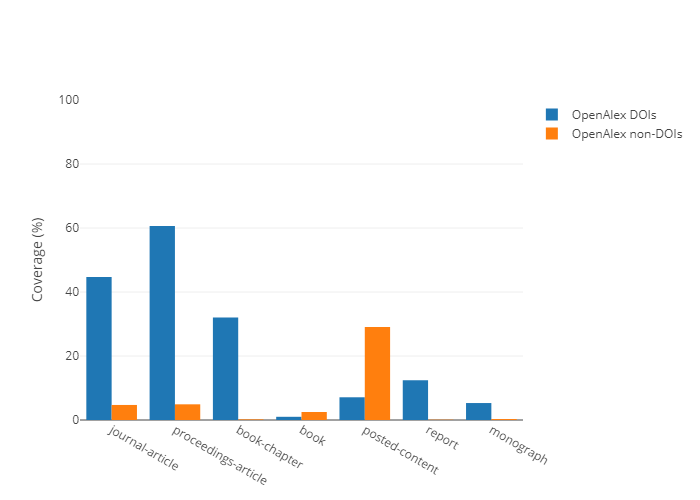 100
80
60
40
20
0
Coverage (%)
journal-article
proceedings-article
book-chapter
book
posted-content
report
monograph
OpenAlex DOIs
OpenAlex non-DOIs